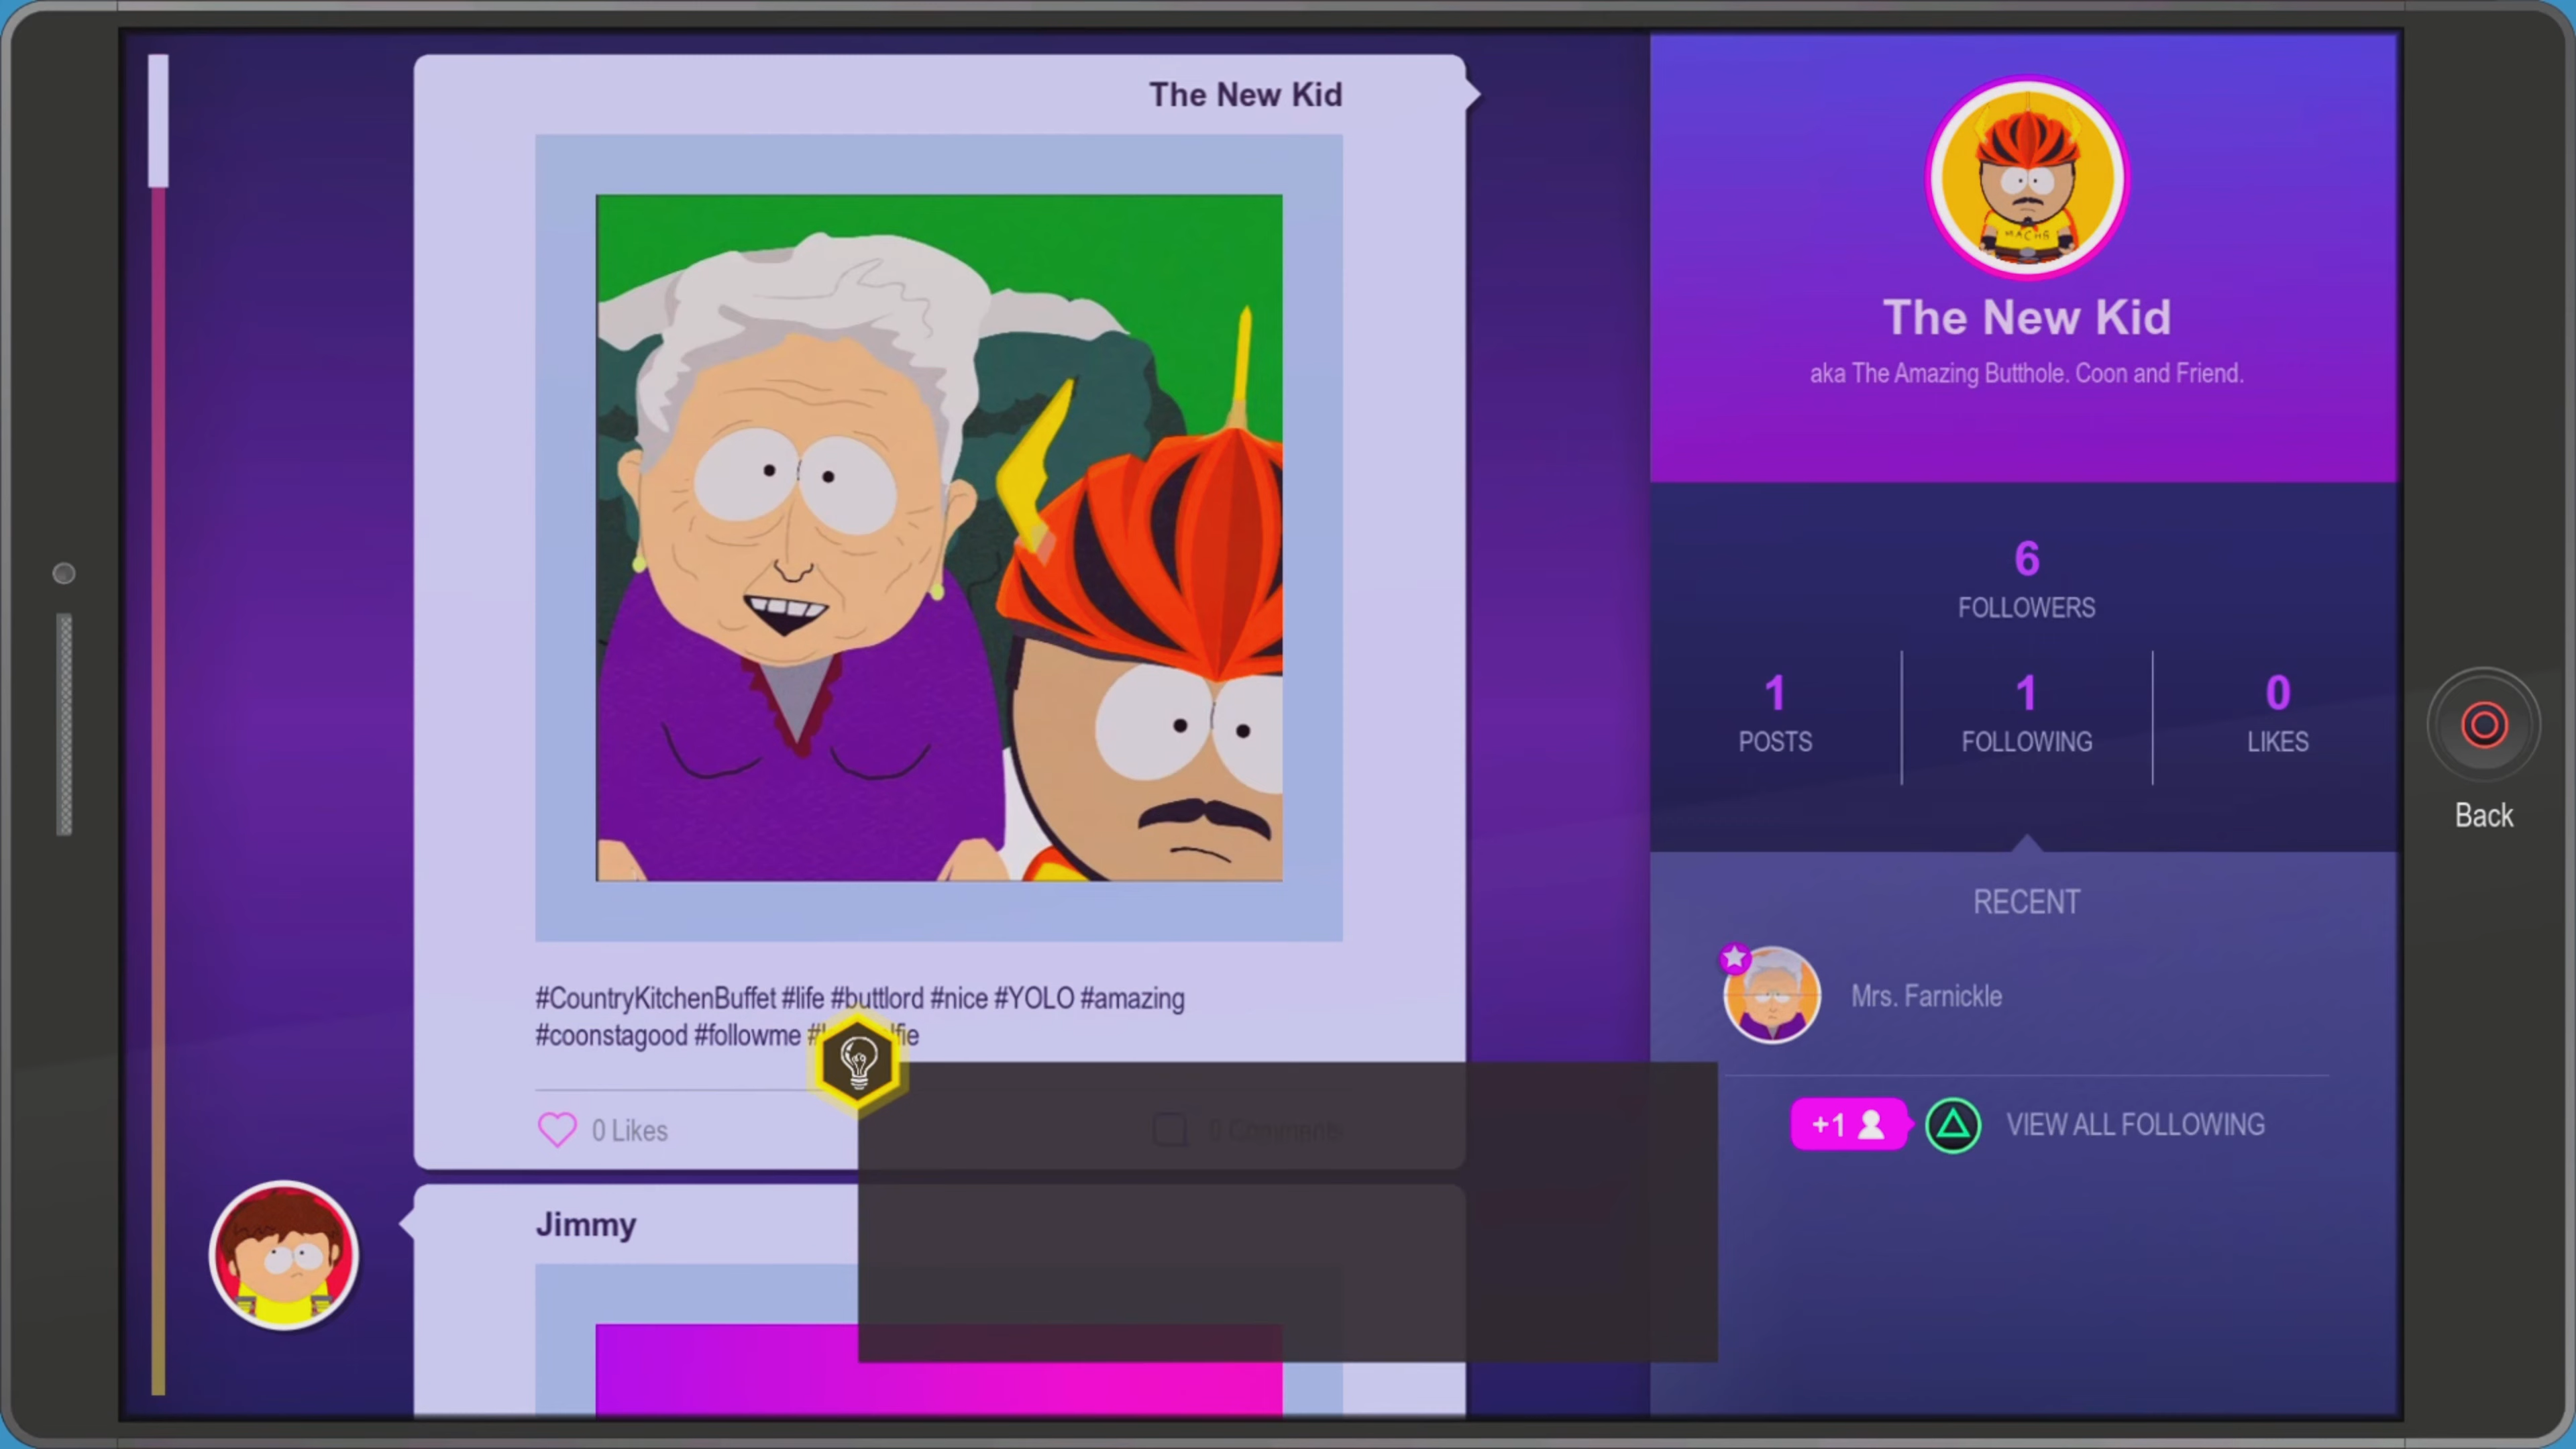 The New Kid
#CountryKitchenBuffet #life #buttlord #nice #YOLO #amazing
#coonstagood #followme
0 Likes
0 Comments
Jimmy
The New Kid
aka The Amazing Butthole. Coon and Friend.
6
FOLLOWERS
1
POSTS
1
FOLLOWING
0
LIKES
RECENT
Mrs. Farnickle
+1
VIEW ALL FOLLOWING
Back